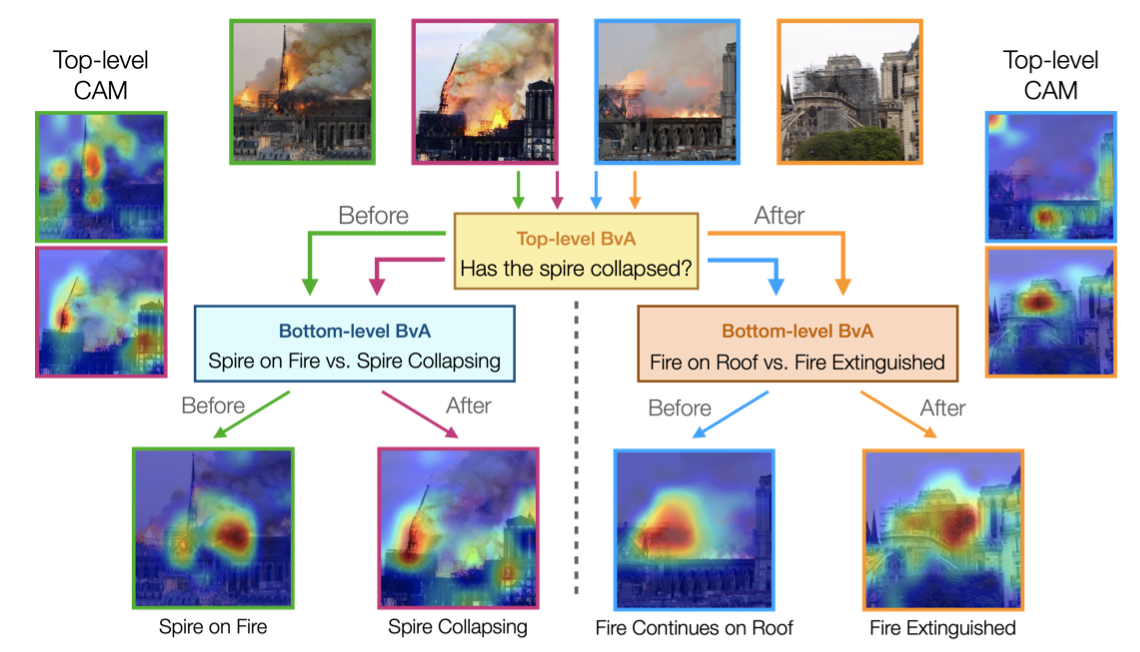 Top-level
CAM
Top-level
CAM
Before
After
Top-level BvA
Has the spire collapsed?
Bottom-level BvA
Spire on Fire vs. Spire Collapsing
Bottom-level BvA
Fire on Roof vs. Fire Extinguished
Before
After
Before
After
Spire on Fire
Spire Collapsing
Fire Continues on Roof
Fire Extinguished